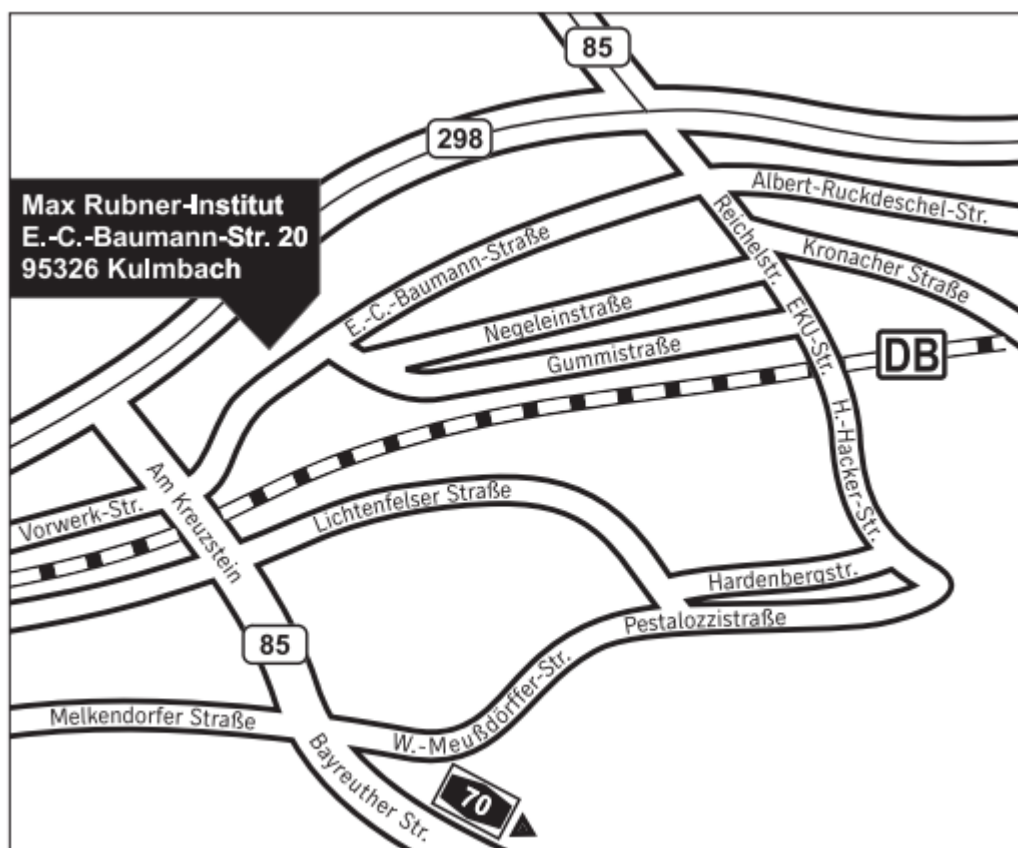 85
298
Max Rubner-Institut
E.-C.-Baumann-Str. 20
95326 Kulmbach
Albert-Ruckdeschel-Str.
Reichelstr.
Kronacher Straße
E.-C.-Baumann-Straße
Negeleinstraße
Gummistraße
EKU-Str.
DB
H.-Hacker-Str.
Am Kreuzstein
Vorwerk-Str.
Lichtenfelser Straße
Hardenbergstr.
Pestalozzistraße
85
Melkendorfer Straße
W.-Meußdörffer-Str.
Bayreuther Str.
70